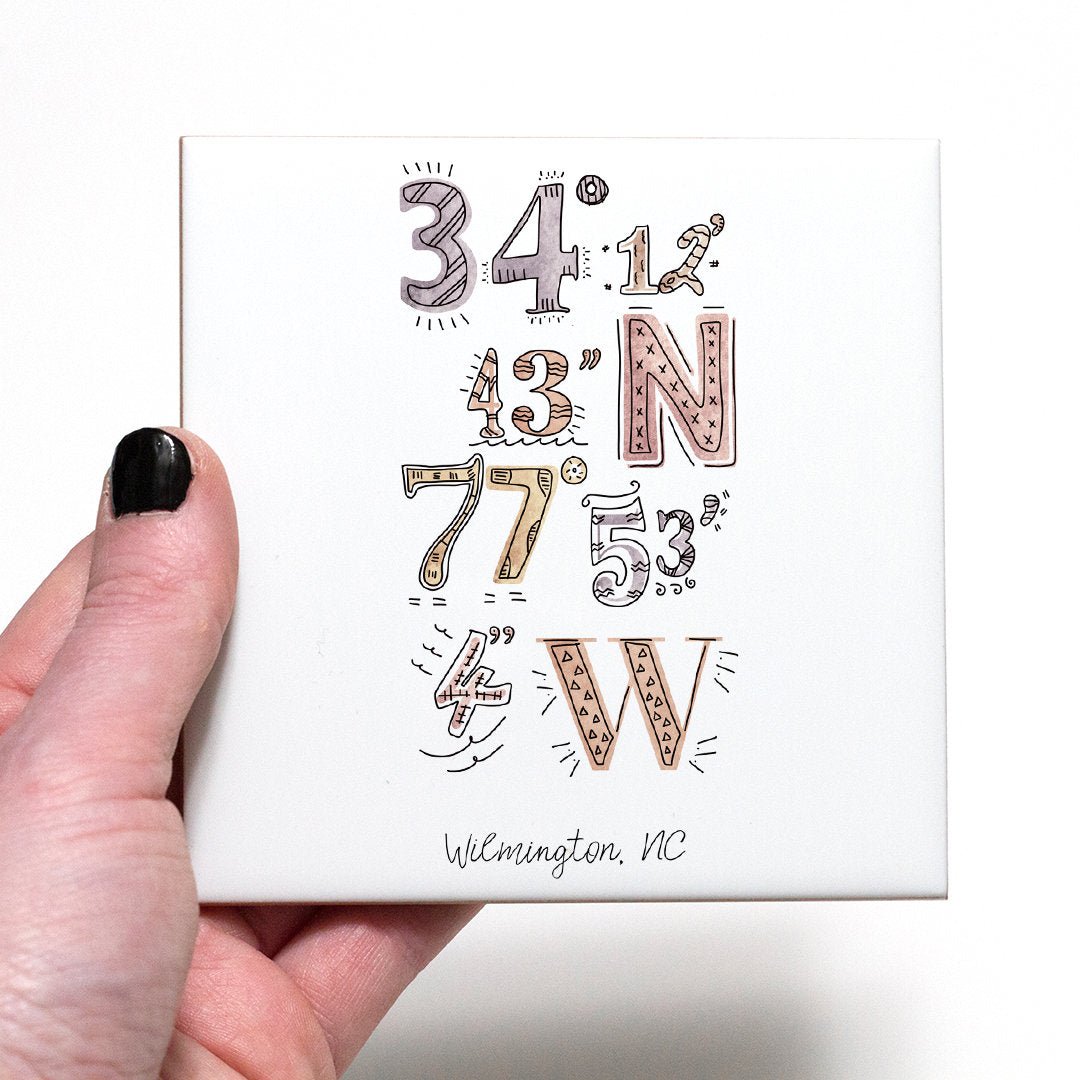 34° 12'
43" N
77° 53'
4" W
Wilmington, NC